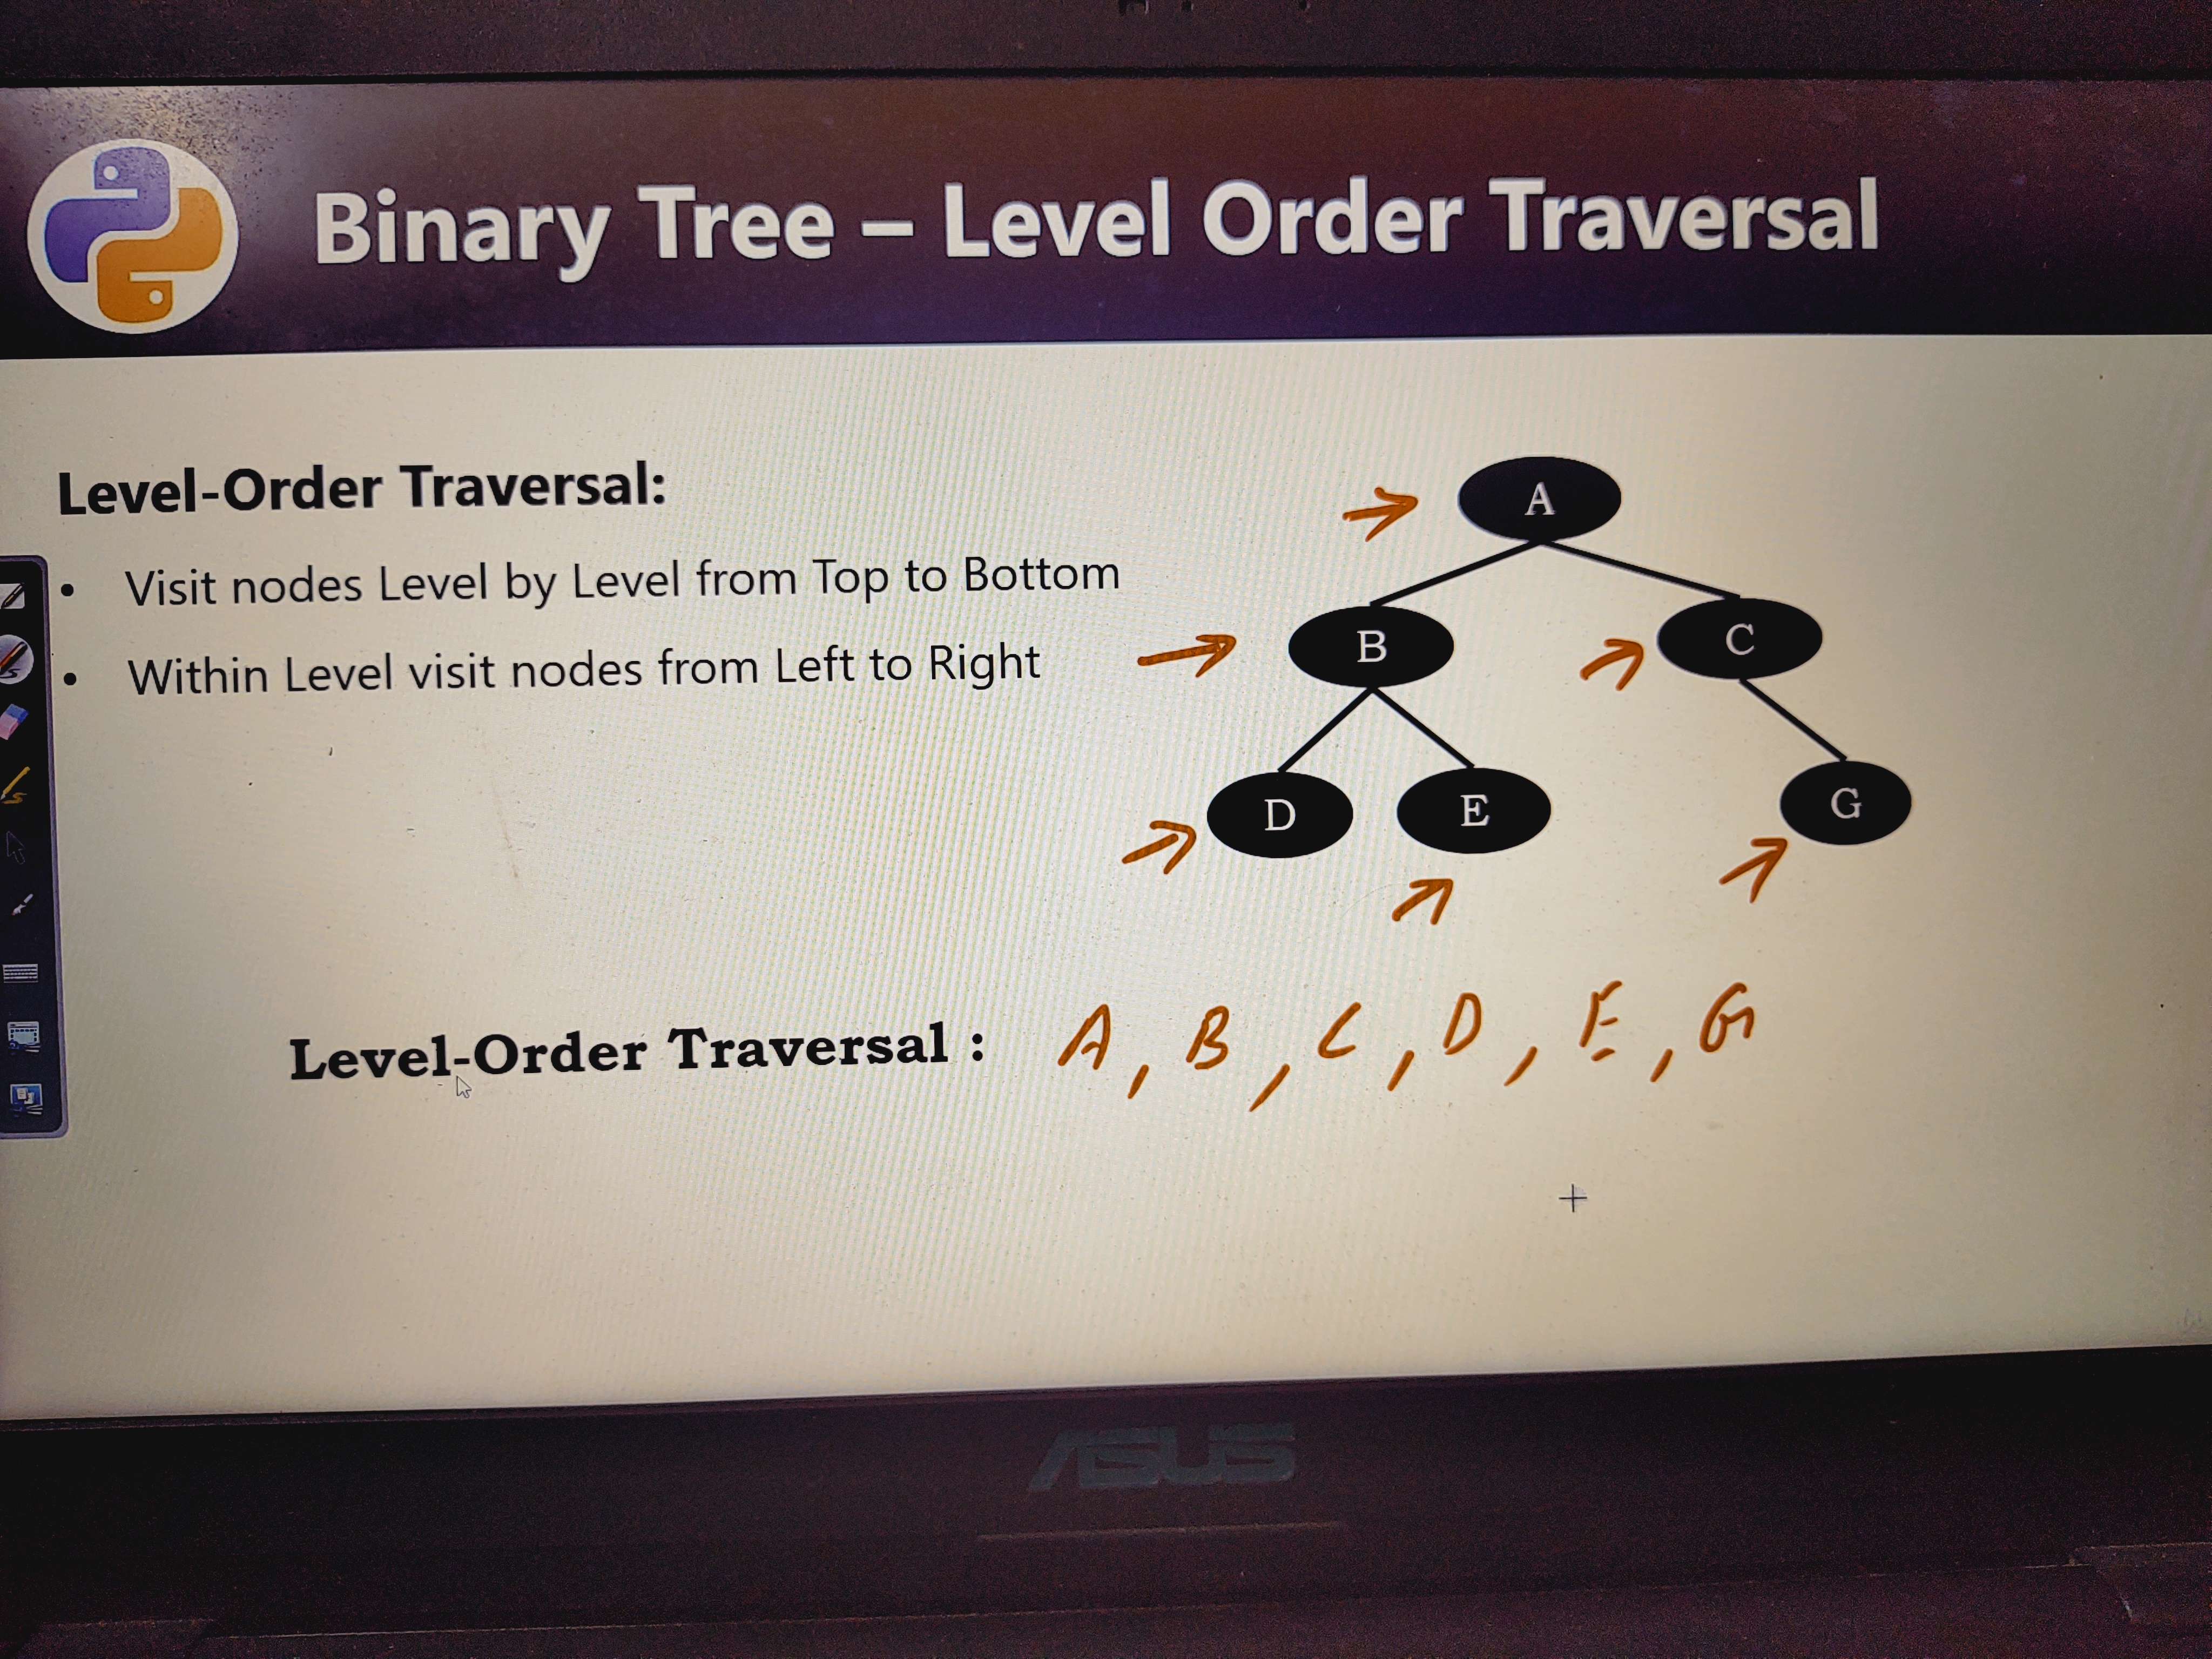 Binary Tree – Level Order Traversal
Level-Order Traversal:
• Visit nodes Level by Level from Top to Bottom
• Within Level visit nodes from Left to Right
A
B
C
D
E
G
Level-Order Traversal : A, B, C, D, E, G
ASUS